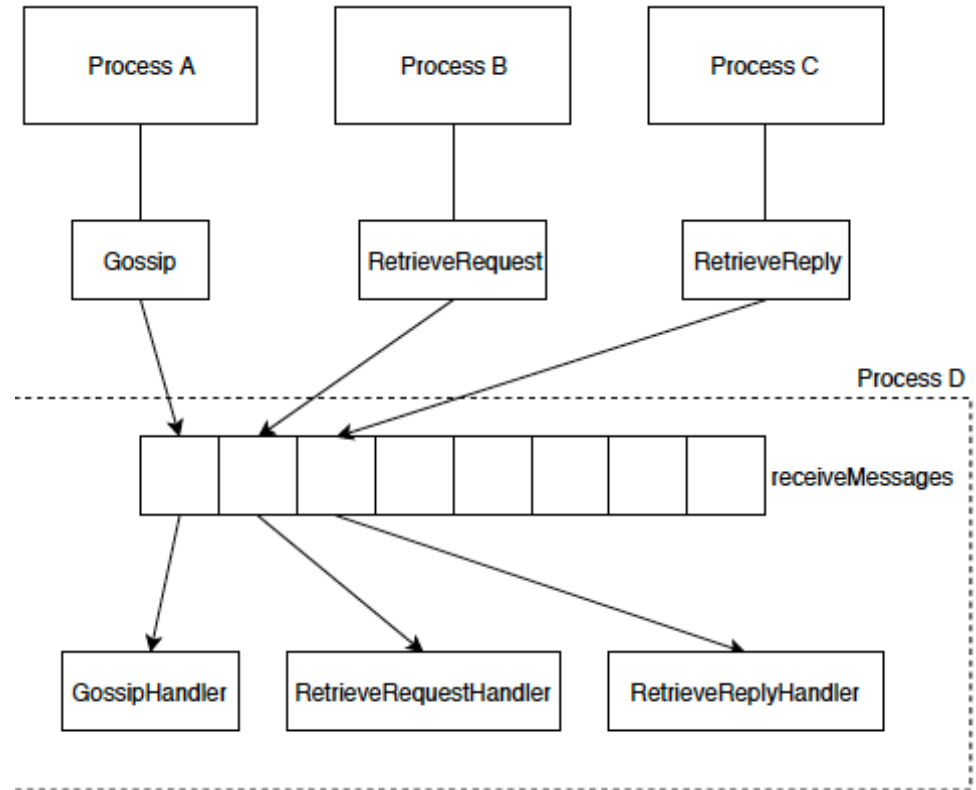 Process A
Process B
Process C
Gossip
RetrieveRequest
RetrieveReply
Process D
receiveMessages
GossipHandler
RetrieveRequestHandler
RetrieveReplyHandler